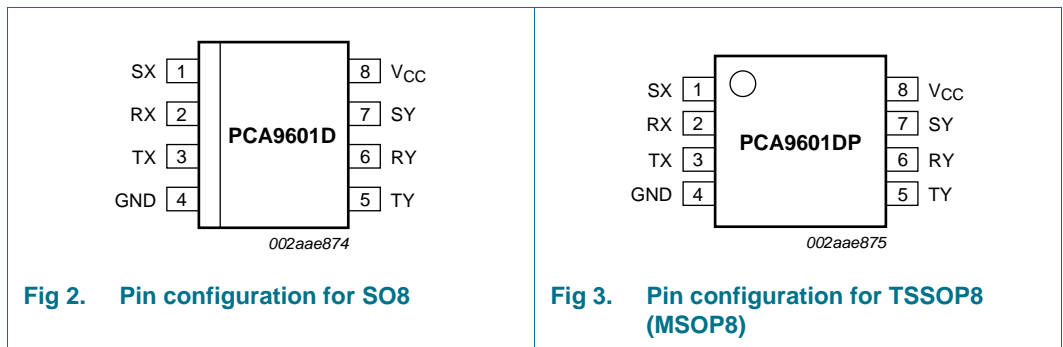 SX 1
RX 2
TX 3
GND 4
PCA9601D
8 VCC
7 SY
6 RY
5 TY
002aae874
Fig 2. Pin configuration for SO8
SX 1
RX 2
TX 3
GND 4
PCA9601DP
8 VCC
7 SY
6 RY
5 TY
002aae875
Fig 3. Pin configuration for TSSOP8
(MSOP8)